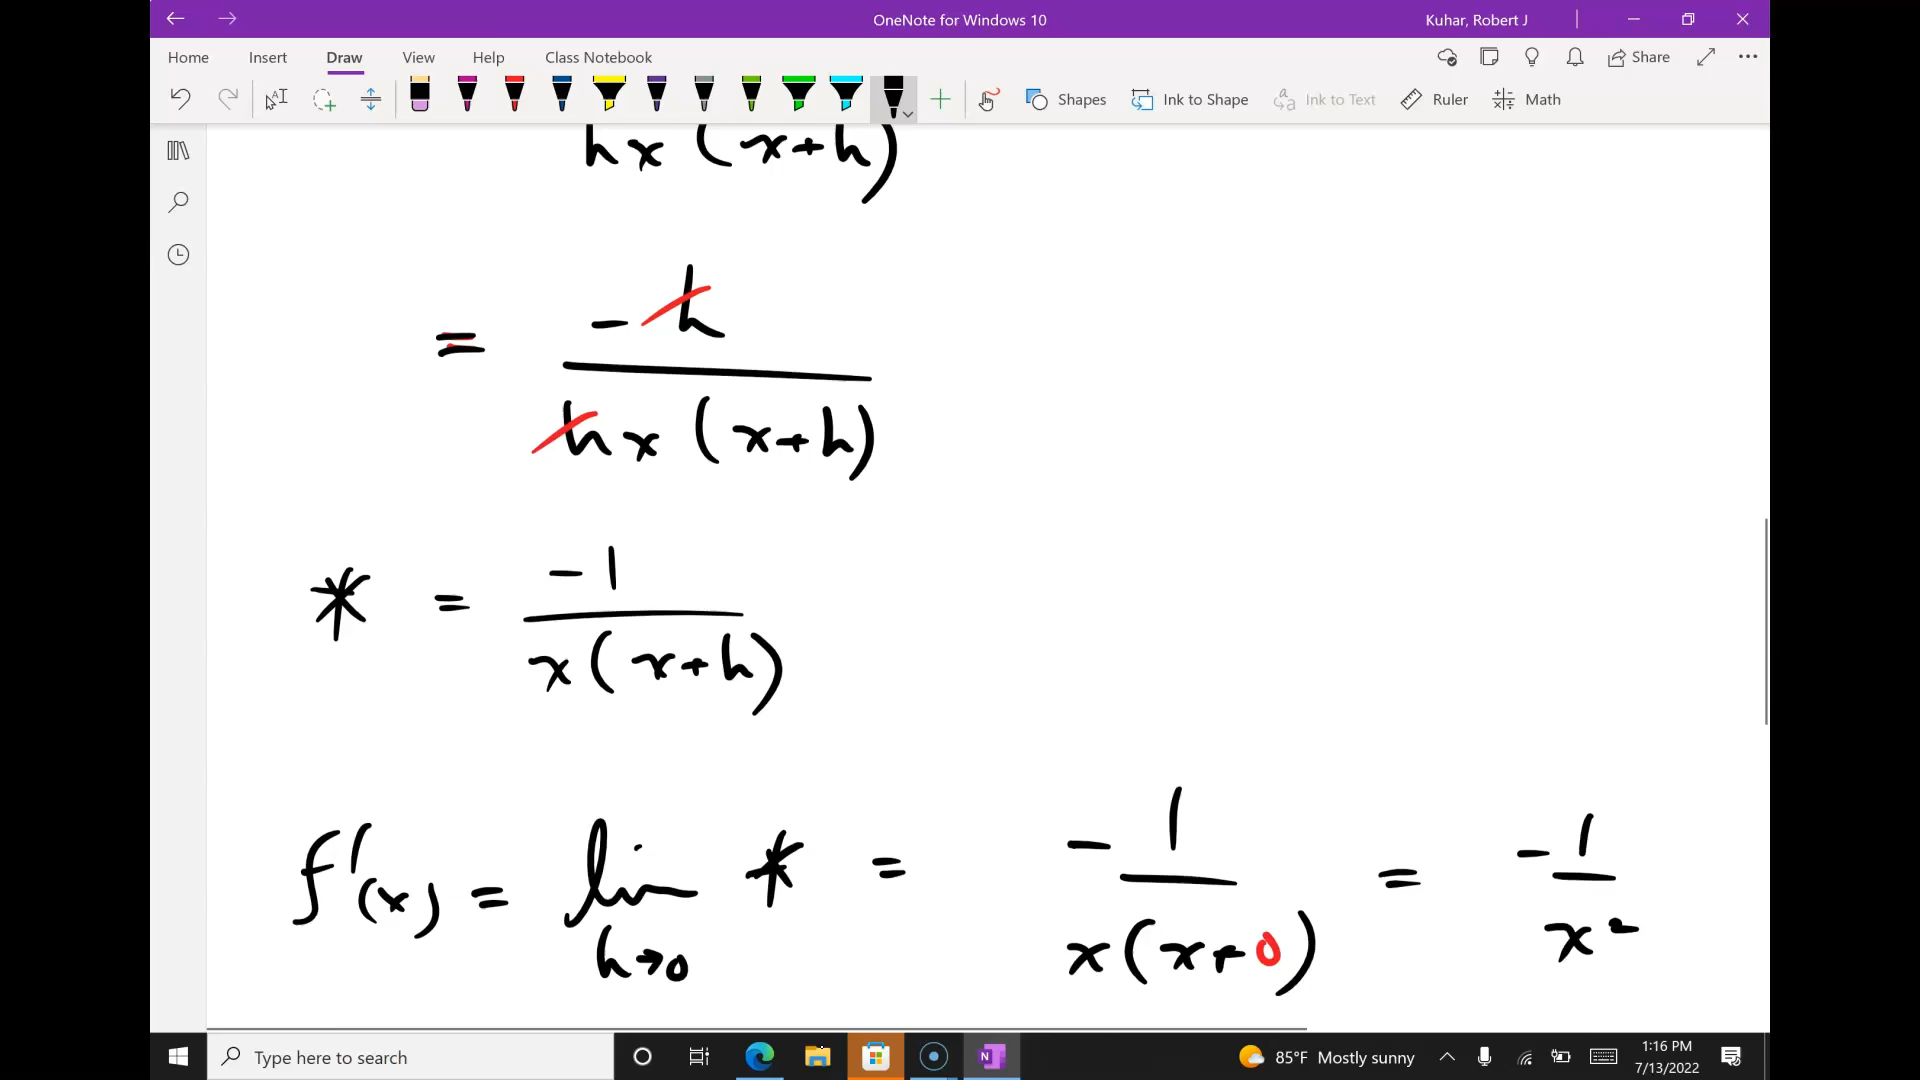 OneNote for Windows 10
Kuhar, Robert J
Home Insert Draw View Help Class Notebook
Share
Shapes Ink to Shape Ink to Text Ruler Math
hx (x+h)
= -h
hx (x+h)
* = -1
x(x+h)
f'(x) = lim * = -1 = -1
h→0 x(x+0) x²
Type here to search
85°F Mostly sunny
1:16 PM
7/13/2022